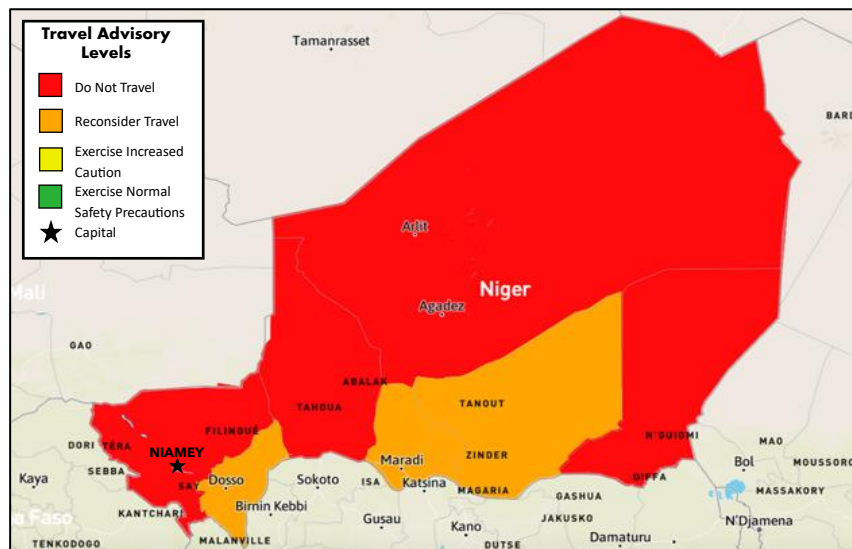 Travel Advisory
Levels
Do Not Travel
Reconsider Travel
Exercise Increased
Caution
Exercise Normal
Safety Precautions
Capital
Tamanrasset
BARD
Arlit
Mali
Niger
Agadez
GAO
ABALAK
TAHOUA
TANOUT
FILINGUÉ
DORI
TÉRA
NIAMEY
N'GUIGMI
MAO
SEBBA
ZINDER
Maradi
Bol
MOUSSORO
Kaya
SAY
Dosso
Sokoto
ISA
Katsina
MAGARIA
DIFFA
MASSAKORY
GASHUA
KANTCHARI
Birnin Kebbi
JAKUSKO
N'Djamena
a Faso
Gusau
Kano
TENKODOGO
MALANVILLE
DUTSE
Damaturu